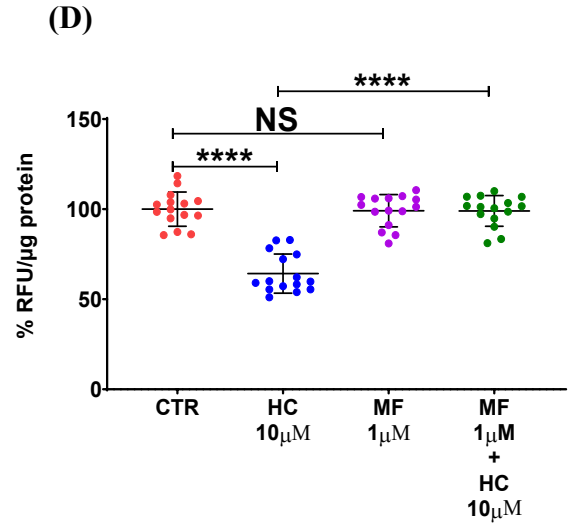 (D)
****
NS
****
% RFU/µg protein
150
100
50
0
CTR
HC
10µM
MF
1µM
MF
1µM
+
HC
10µM